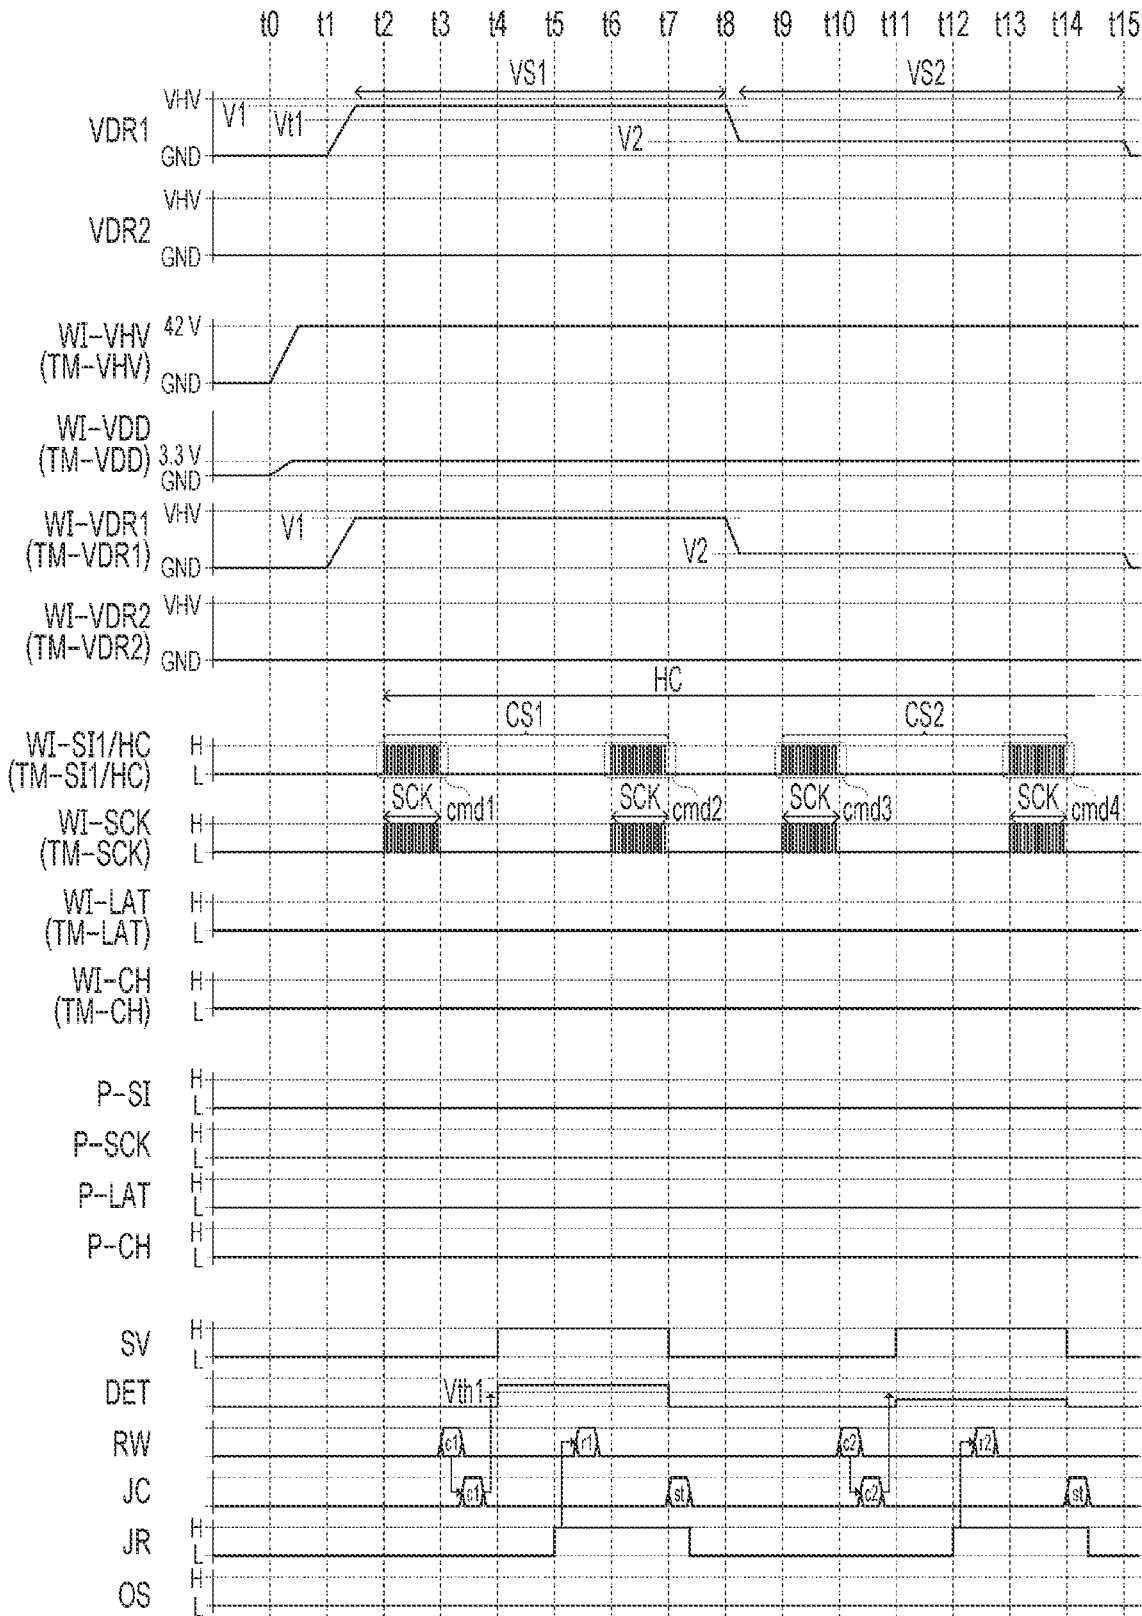 t0 t1 t2 t3 t4 t5 t6 t7 t8 t9 t10 t11 t12 t13 t14 t15
VS1 VS2
VDR1 VHV V1 Vt1 V2 GND
VDR2 VHV GND
WI-VHV 42 V
(TM-VHV) GND
WI-VDD
(TM-VDD) 3.3 V
GND
WI-VDR1 VHV V1
(TM-VDR1) V2
GND
WI-VDR2 VHV
(TM-VDR2) GND
HC
CS1 CS2
WI-SI1/HC H
(TM-SI1/HC) L
SCK cmd1 SCK cmd2 SCK cmd3 SCK cmd4
WI-SCK H
(TM-SCK) L
WI-LAT H
(TM-LAT) L
WI-CH H
(TM-CH) L
P-SI H L
P-SCK H L
P-LAT H L
P-CH H L
SV H L
DET Vth1
RW c1 r1 c2 r2
JC c1 st c2 st
JR H L
OS H L